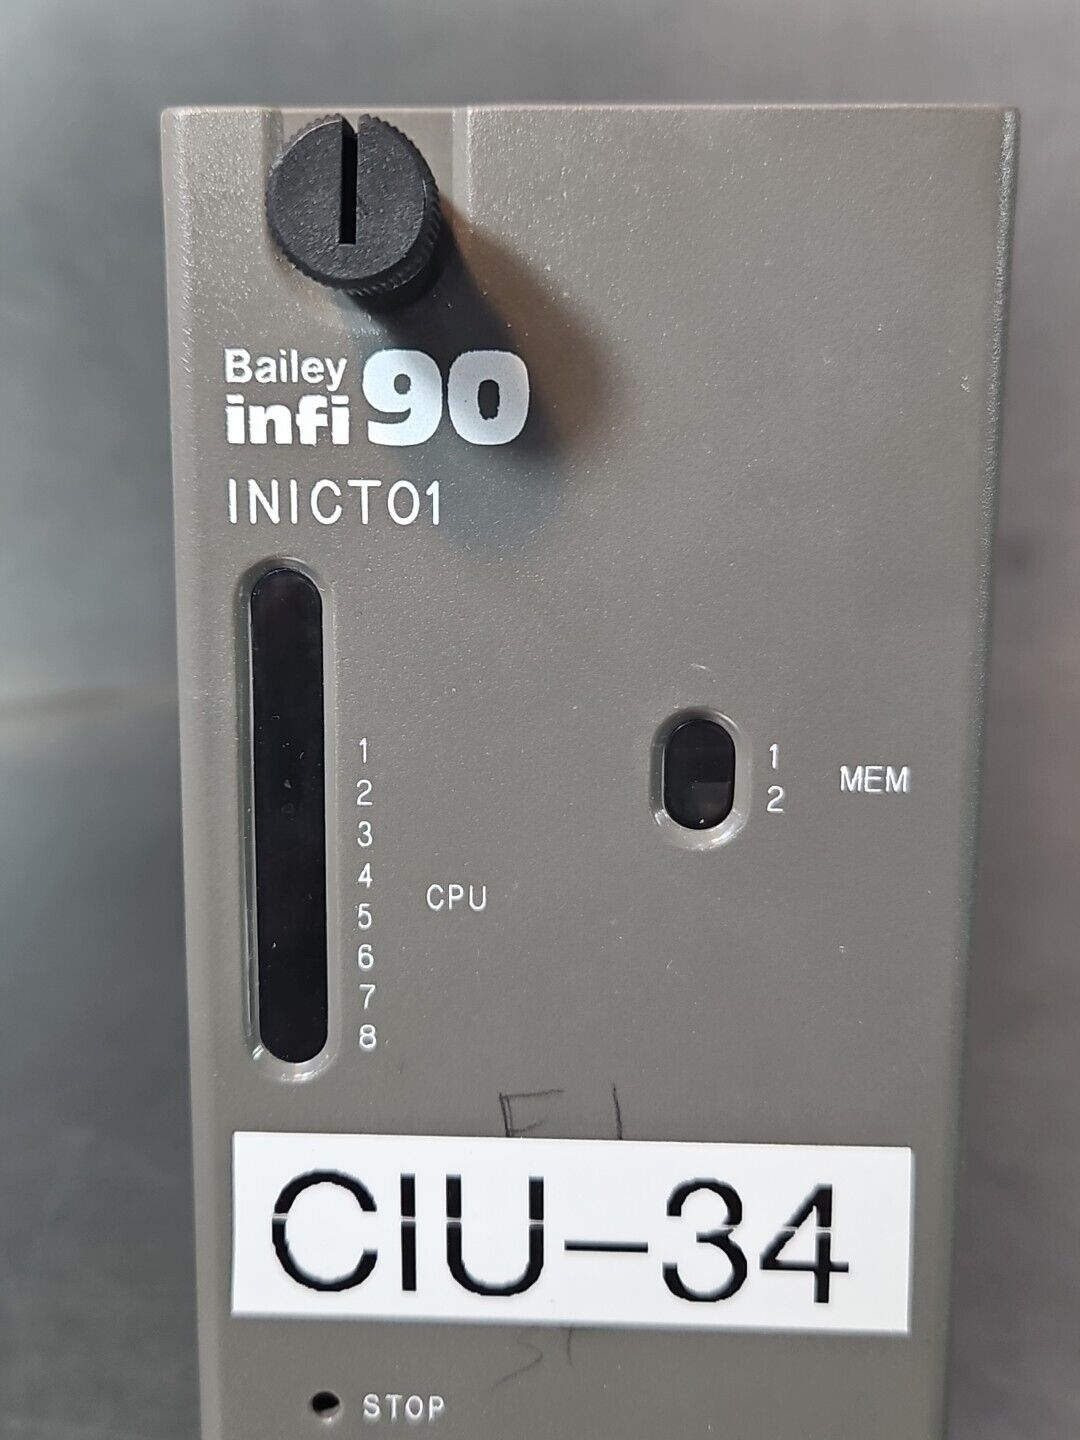 Bailey
infi 90
INICT01
1
2
3
4
5
6
7
8
CPU
1
2
MEM
CIU-34
STOP